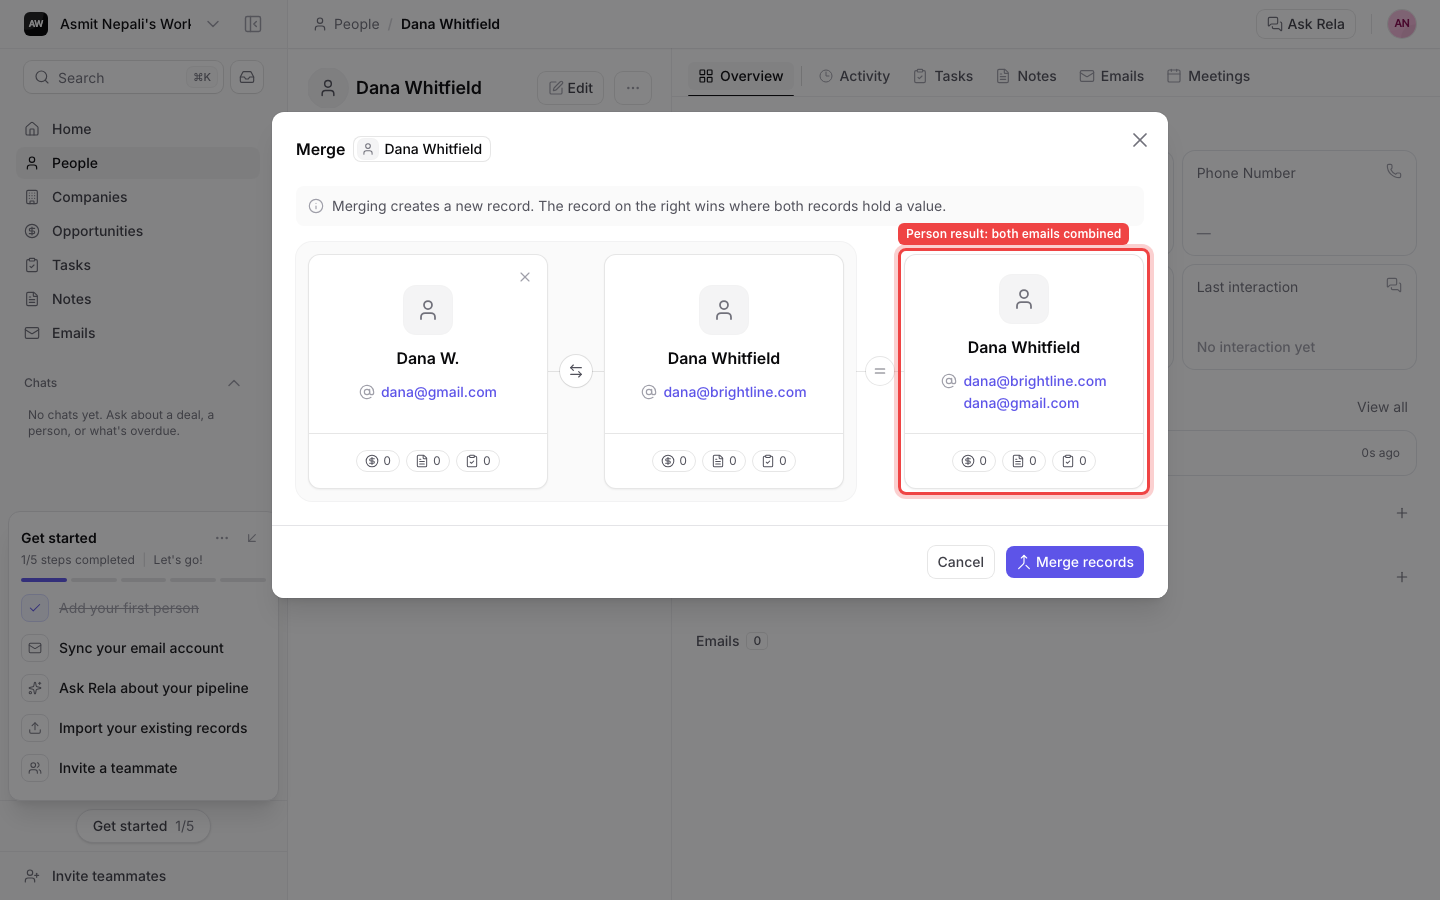 AW Asmit Nepali's Work
People / Dana Whitfield
Ask Rela
AN
Search ⌘K
Dana Whitfield
Edit
Overview
Activity
Tasks
Notes
Emails
Meetings
Home
People
Companies
Opportunities
Tasks
Notes
Emails
Chats
No chats yet. Ask about a deal, a
person, or what's overdue.
Get started
1/5 steps completed | Let's go!
Add your first person
Sync your email account
Ask Rela about your pipeline
Import your existing records
Invite a teammate
Get started 1/5
Invite teammates
Merge Dana Whitfield
Merging creates a new record. The record on the right wins where both records hold a value.
Person result: both emails combined
Dana W.
dana@gmail.com
0 0 0
Dana Whitfield
dana@brightline.com
0 0 0
Dana Whitfield
dana@brightline.com
dana@gmail.com
0 0 0
Cancel
Merge records
Phone Number
—
Last interaction
No interaction yet
View all
0s ago
Emails 0